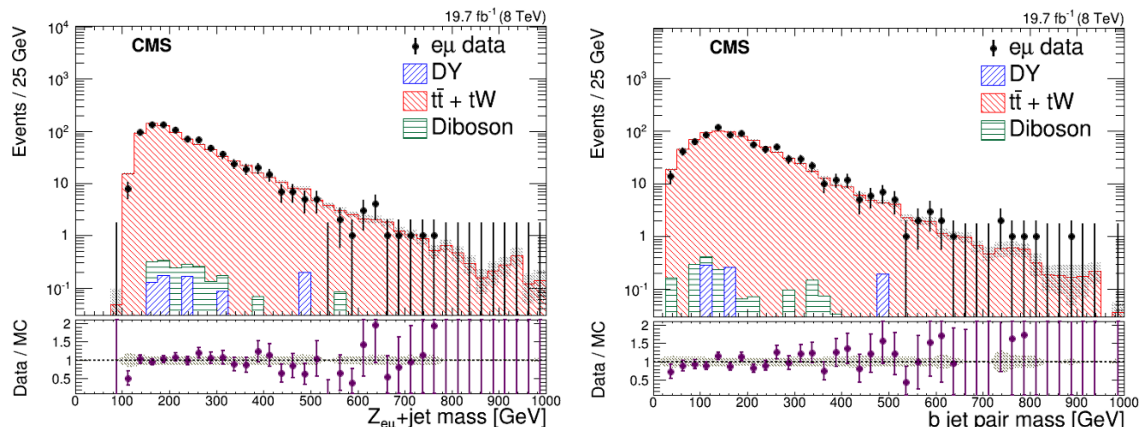 19.7 fb⁻¹ (8 TeV)
CMS
eμ data
DY
tt̄ + tW
Diboson
Events / 25 GeV
10⁴
10³
10²
10
1
10⁻¹
Data / MC
2
1.5
1
0.5
0 100 200 300 400 500 600 700 800 900 1000
Z_eμ+jet mass [GeV]
19.7 fb⁻¹ (8 TeV)
CMS
eμ data
DY
tt̄ + tW
Diboson
Events / 25 GeV
10³
10²
10
1
10⁻¹
Data / MC
2
1.5
1
0.5
0 100 200 300 400 500 600 700 800 900 1000
b jet pair mass [GeV]